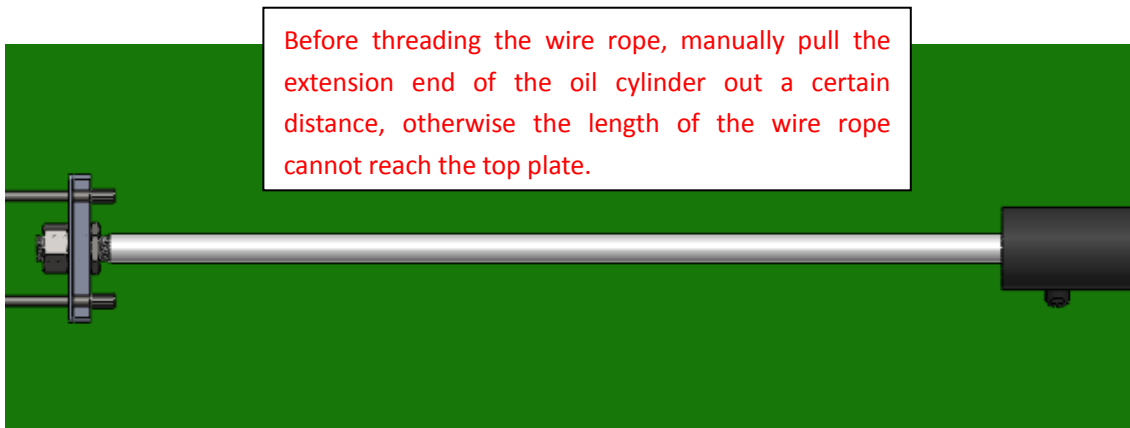 Before threading the wire rope, manually pull the
extension end of the oil cylinder out a certain
distance, otherwise the length of the wire rope
cannot reach the top plate.